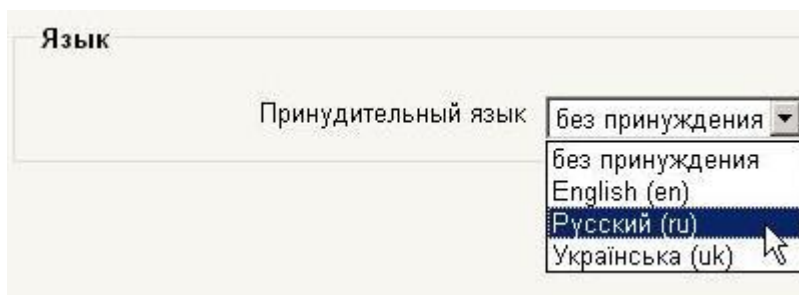 Язык
Принудительный язык без принуждения
без принуждения
English (en)
Русский (ru)
Українська (uk)